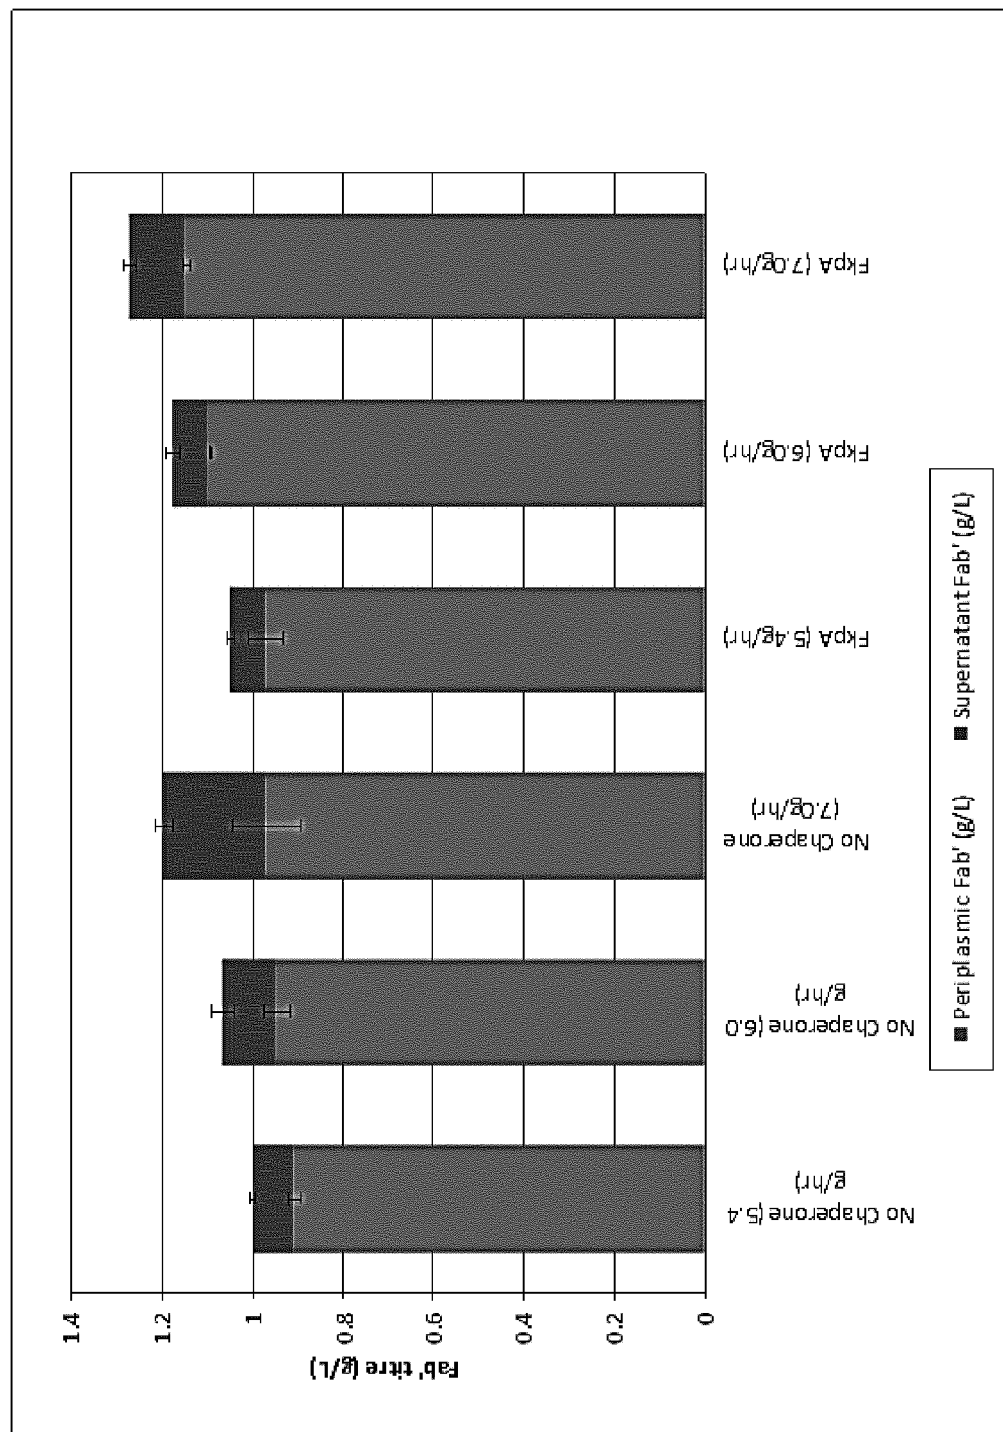 Fab' titre (g/L)
1.4
1.2
1
0.8
0.6
0.4
0.2
0
No Chaperone (5.4
g/hr)
No Chaperone (6.0
g/hr)
No Chaperone
(7.0g/hr)
FkpA (5.4g/hr)
FkpA (6.0g/hr)
FkpA (7.0g/hr)
■ Periplasmic Fab' (g/L) ■ Supernatant Fab' (g/L)